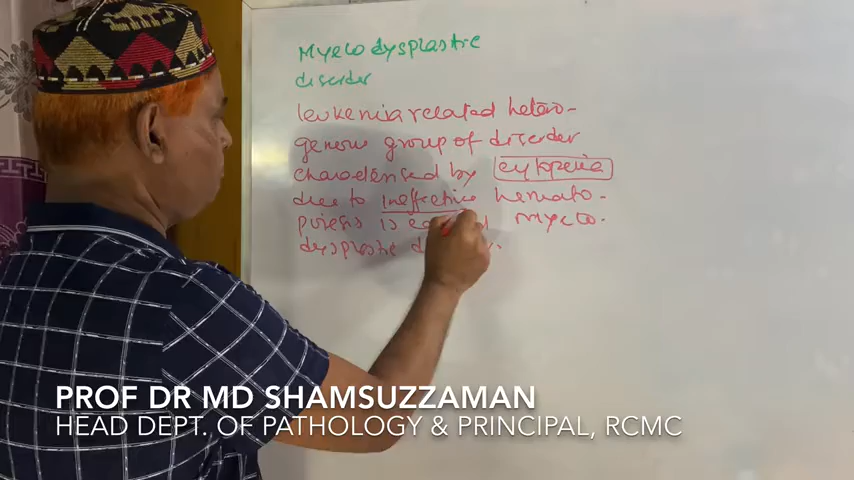 Myelodysplastic
disorder
leukemia related hetero-
genous group of disorder
characterised by cytopenia
due to ineffective hemato-
poiesis is called myelo-
dysplastic
PROF DR MD SHAMSUZZAMAN
HEAD DEPT. OF PATHOLOGY & PRINCIPAL, RCMC